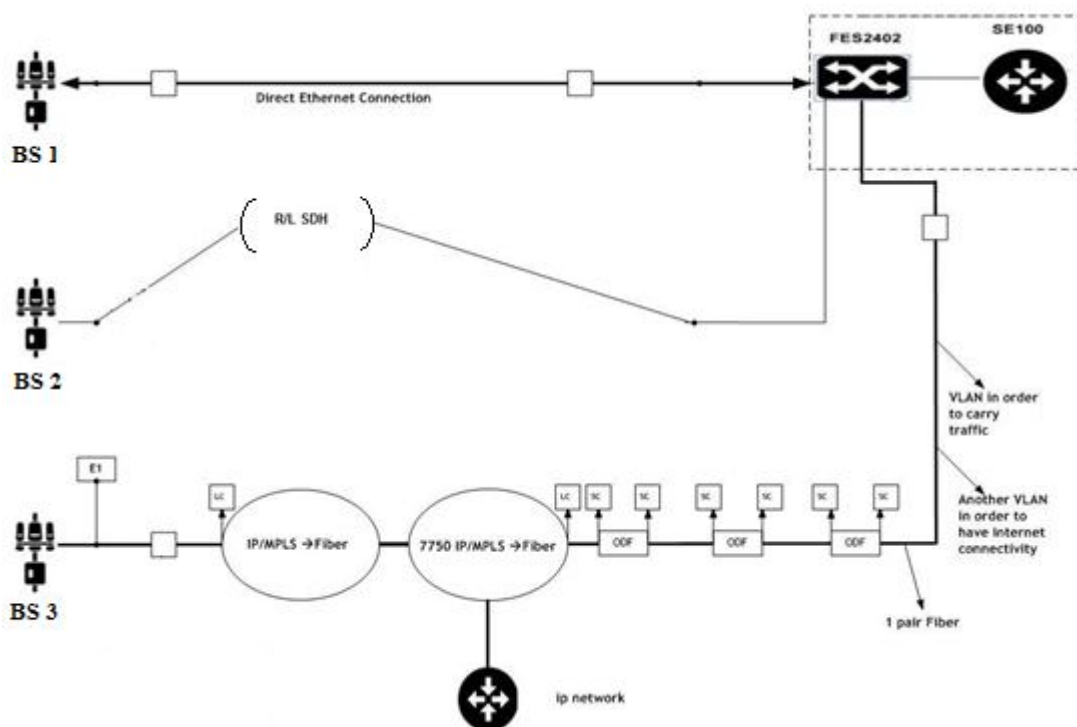 FES2402
SE100
Direct Ethernet Connection
BS 1
R/L SDH
BS 2
VLAN in order
to carry
traffic
E1
LC
LC
SC
SC
SC
SC
SC
SC
Another VLAN
in order to
have internet
connectivity
IP/MPLS →Fiber
7750 IP/MPLS →Fiber
ODF
ODF
ODF
BS 3
1 pair Fiber
ip network